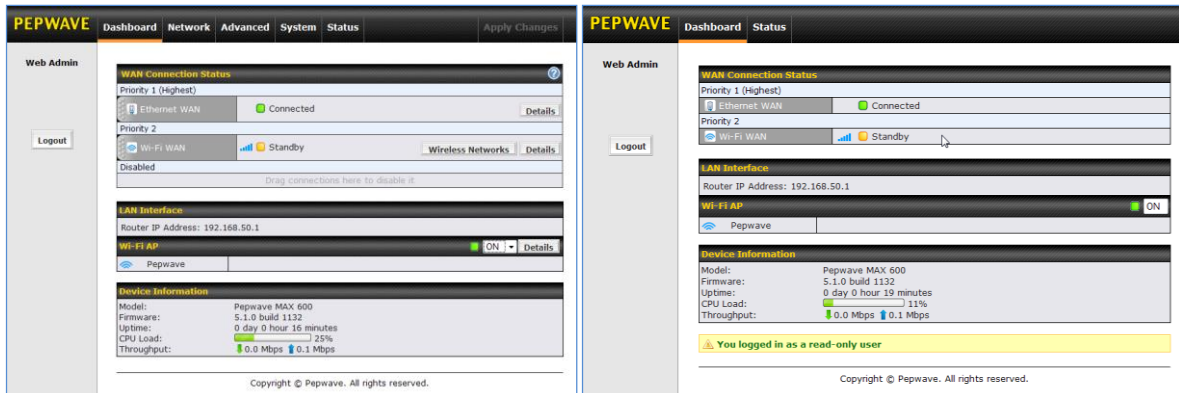 PEPWAVE Dashboard Network Advanced System Status Apply Changes
Web Admin
Logout
WAN Connection Status
Priority 1 (Highest)
Ethernet WAN Connected Details
Priority 2
Wi-Fi WAN Standby Wireless Networks Details
Disabled
Drag connections here to disable it
LAN Interface
Router IP Address: 192.168.50.1
Wi-Fi AP ON Details
Pepwave
Device Information
Model: Pepwave MAX 600
Firmware: 5.1.0 build 1132
Uptime: 0 day 0 hour 16 minutes
CPU Load: 25%
Throughput: 0.0 Mbps 0.1 Mbps
Copyright © Pepwave. All rights reserved.
PEPWAVE Dashboard Status
Web Admin
Logout
WAN Connection Status
Priority 1 (Highest)
Ethernet WAN Connected
Priority 2
Wi-Fi WAN Standby
LAN Interface
Router IP Address: 192.168.50.1
Wi-Fi AP ON
Pepwave
Device Information
Model: Pepwave MAX 600
Firmware: 5.1.0 build 1132
Uptime: 0 day 0 hour 19 minutes
CPU Load: 11%
Throughput: 0.0 Mbps 0.1 Mbps
You logged in as a read-only user
Copyright © Pepwave. All rights reserved.